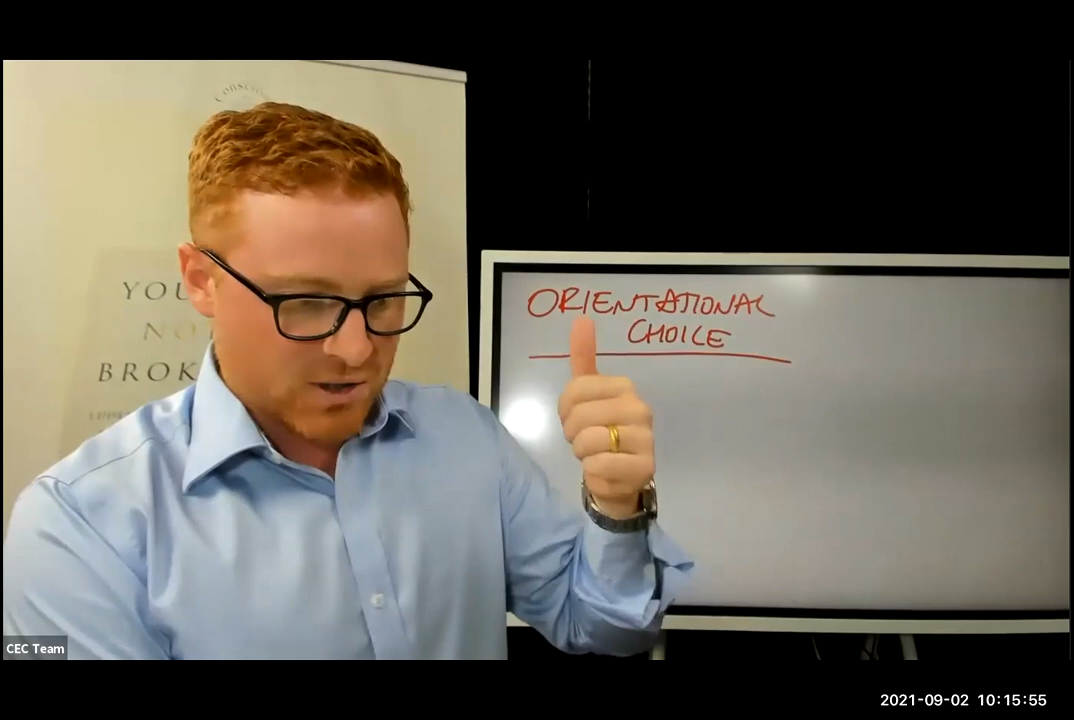 YOU
NO
BROK
ORIENTATIONAL
CHOICE
CEC Team
2021-09-02 10:15:55